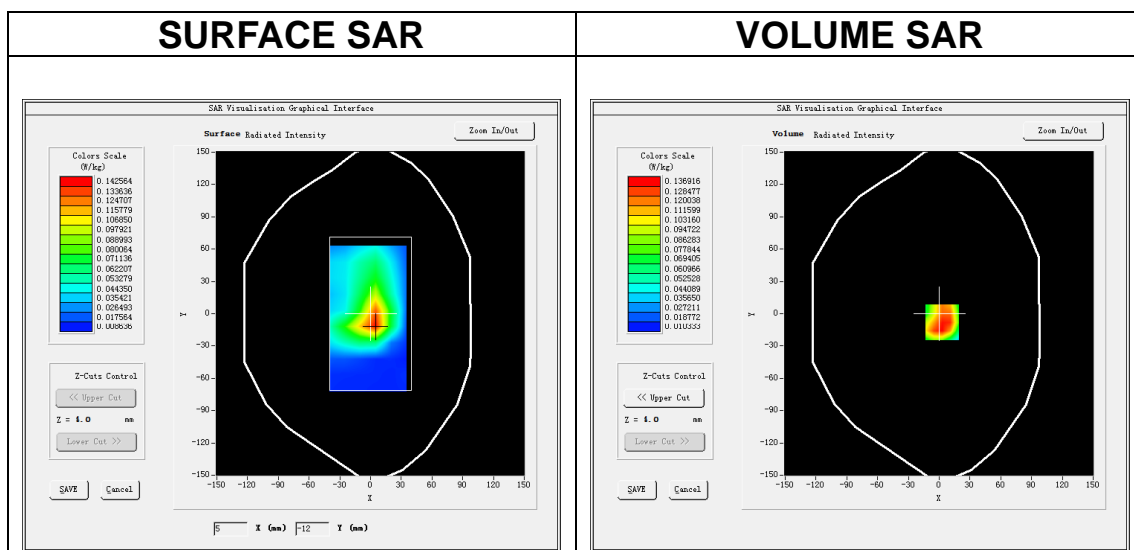 SURFACE SAR
VOLUME SAR
SAR Visualisation Graphical Interface
Surface Radiated Intensity
Zoom In/Out
Colors Scale
(W/kg)
0.142564
0.133636
0.124707
0.115779
0.106850
0.097921
0.088993
0.080064
0.071136
0.062207
0.053279
0.044350
0.035421
0.026493
0.017564
0.008636
Z-Cuts Control
<< Upper Cut
Z = 4.0 mm
Lower Cut >>
SAVE
Cancel
Y
150
120
90
60
30
0
-30
-60
-90
-120
-150
-150 -120 -90 -60 -30 0 30 60 90 120 150
X
5 X (mm) -12 Y (mm)
SAR Visualisation Graphical Interface
Volume Radiated Intensity
Zoom In/Out
Colors Scale
(W/kg)
0.136916
0.128477
0.120038
0.111599
0.103160
0.094722
0.086283
0.077844
0.069405
0.060966
0.052528
0.044089
0.035650
0.027211
0.018772
0.010333
Z-Cuts Control
<< Upper Cut
Z = 4.0 mm
Lower Cut >>
SAVE
Cancel
Y
150
120
90
60
30
0
-30
-60
-90
-120
-150
-150 -120 -90 -60 -30 0 30 60 90 120 150
X